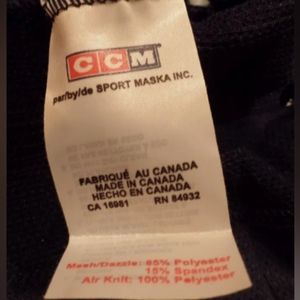 CCM
par/by/de SPORT MASKA INC.
FABRIQUÉ AU CANADA
MADE IN CANADA
HECHO EN CANADA
CA 16981 RN 84932
Mesh/Dazzle: 85% Polyester
15% Spandex
Air Knit: 100% Polyester